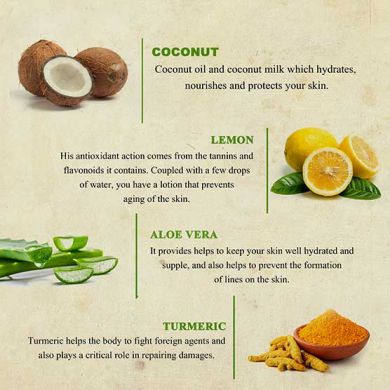 COCONUT
Coconut oil and coconut milk which hydrates,
nourishes and protects your skin.
LEMON
His antioxidant action comes from the tannins and
flavonoids it contains. Coupled with a few drops
of water, you have a lotion that prevents
aging of the skin.
ALOE VERA
It provides helps to keep your skin well hydrated and
supple, and also helps to prevent the formation
of lines on the skin.
TURMERIC
Turmeric helps the body to fight foreign agents and
also plays a critical role in repairing damages.